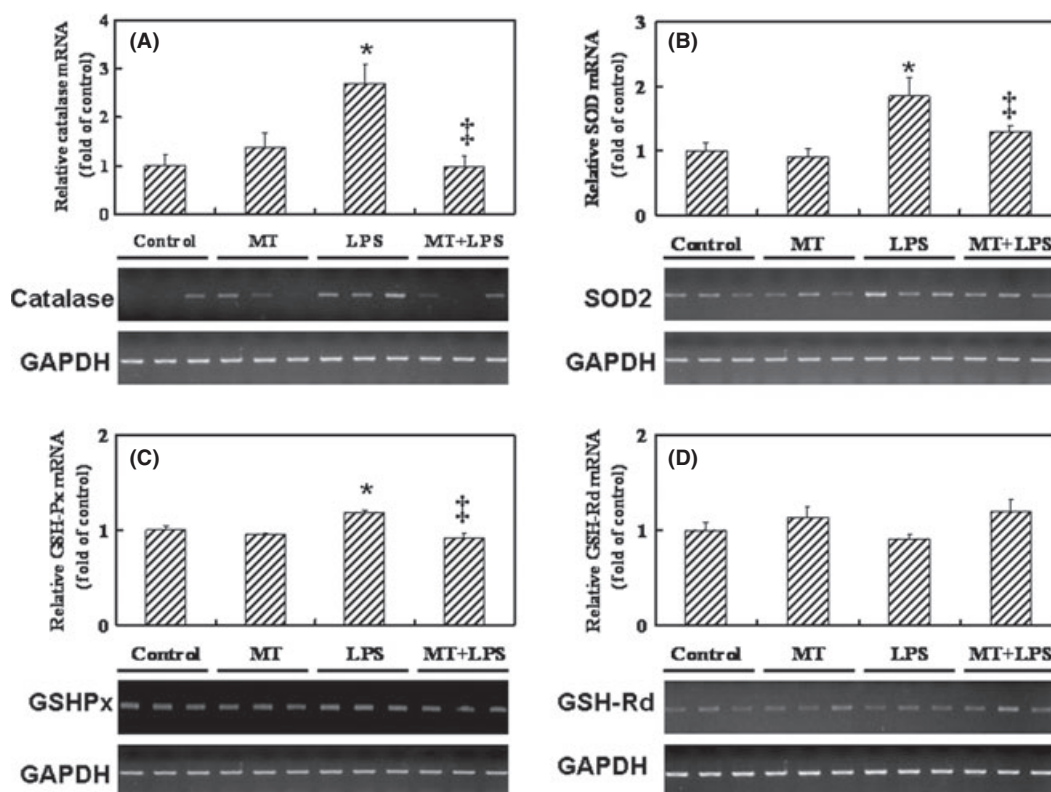 (A)
Relative catalase mRNA
(fold of control)
4
3
2
1
0
*
‡
Control MT LPS MT+LPS
Catalase
GAPDH
(B)
Relative SOD mRNA
(fold of control)
3
2
1
0
*
‡
Control MT LPS MT+LPS
SOD2
GAPDH
(C)
Relative GSH-Px mRNA
(fold of control)
2
1
0
*
‡
Control MT LPS MT+LPS
GSHPx
GAPDH
(D)
Relative GSH-Rd mRNA
(fold of control)
2
1
0
Control MT LPS MT+LPS
GSH-Rd
GAPDH